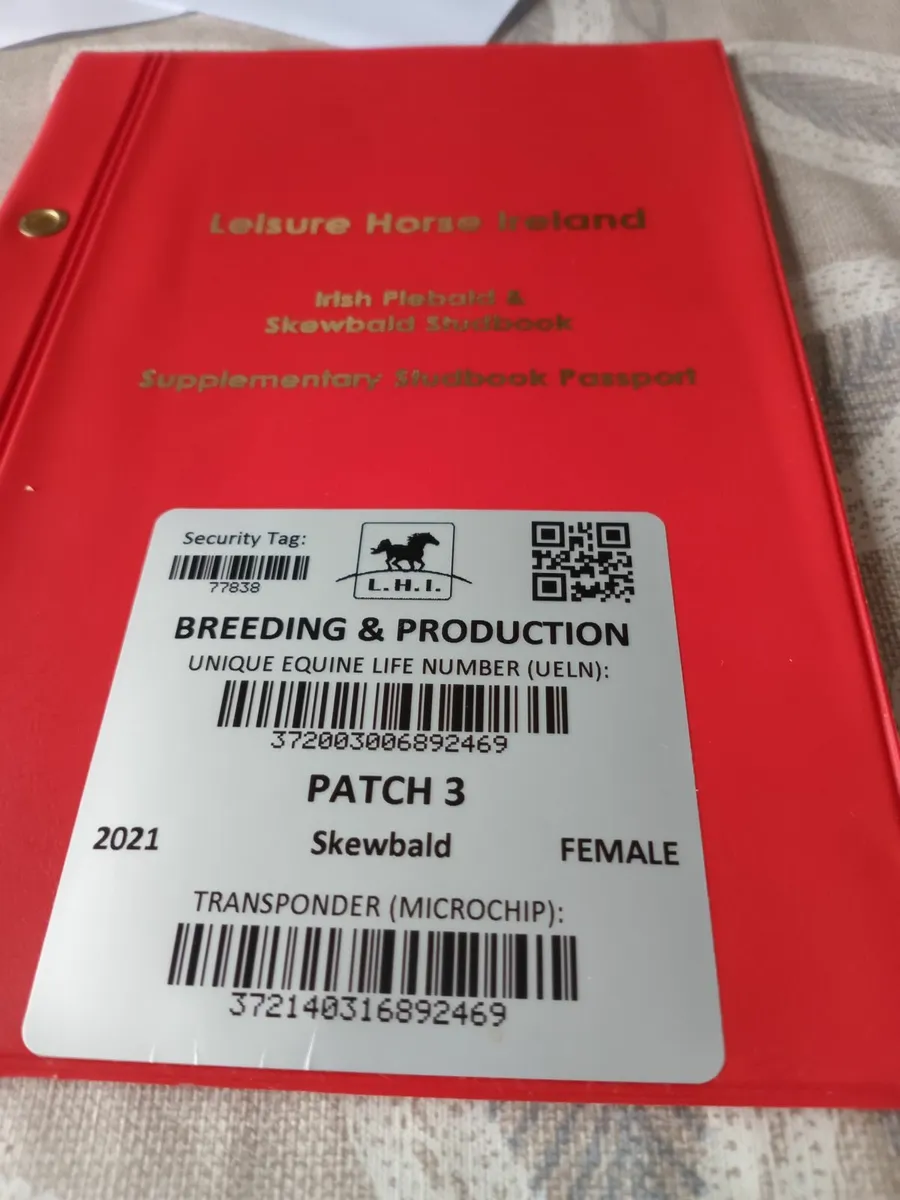 Leisure Horse Ireland
Irish Piebald &
Skewbald Studbook
Supplementary Studbook Passport
Security Tag:
77838
L.H.I.
BREEDING & PRODUCTION
UNIQUE EQUINE LIFE NUMBER (UELN):
372003006892469
PATCH 3
2021 Skewbald FEMALE
TRANSPONDER (MICROCHIP):
372140316892469